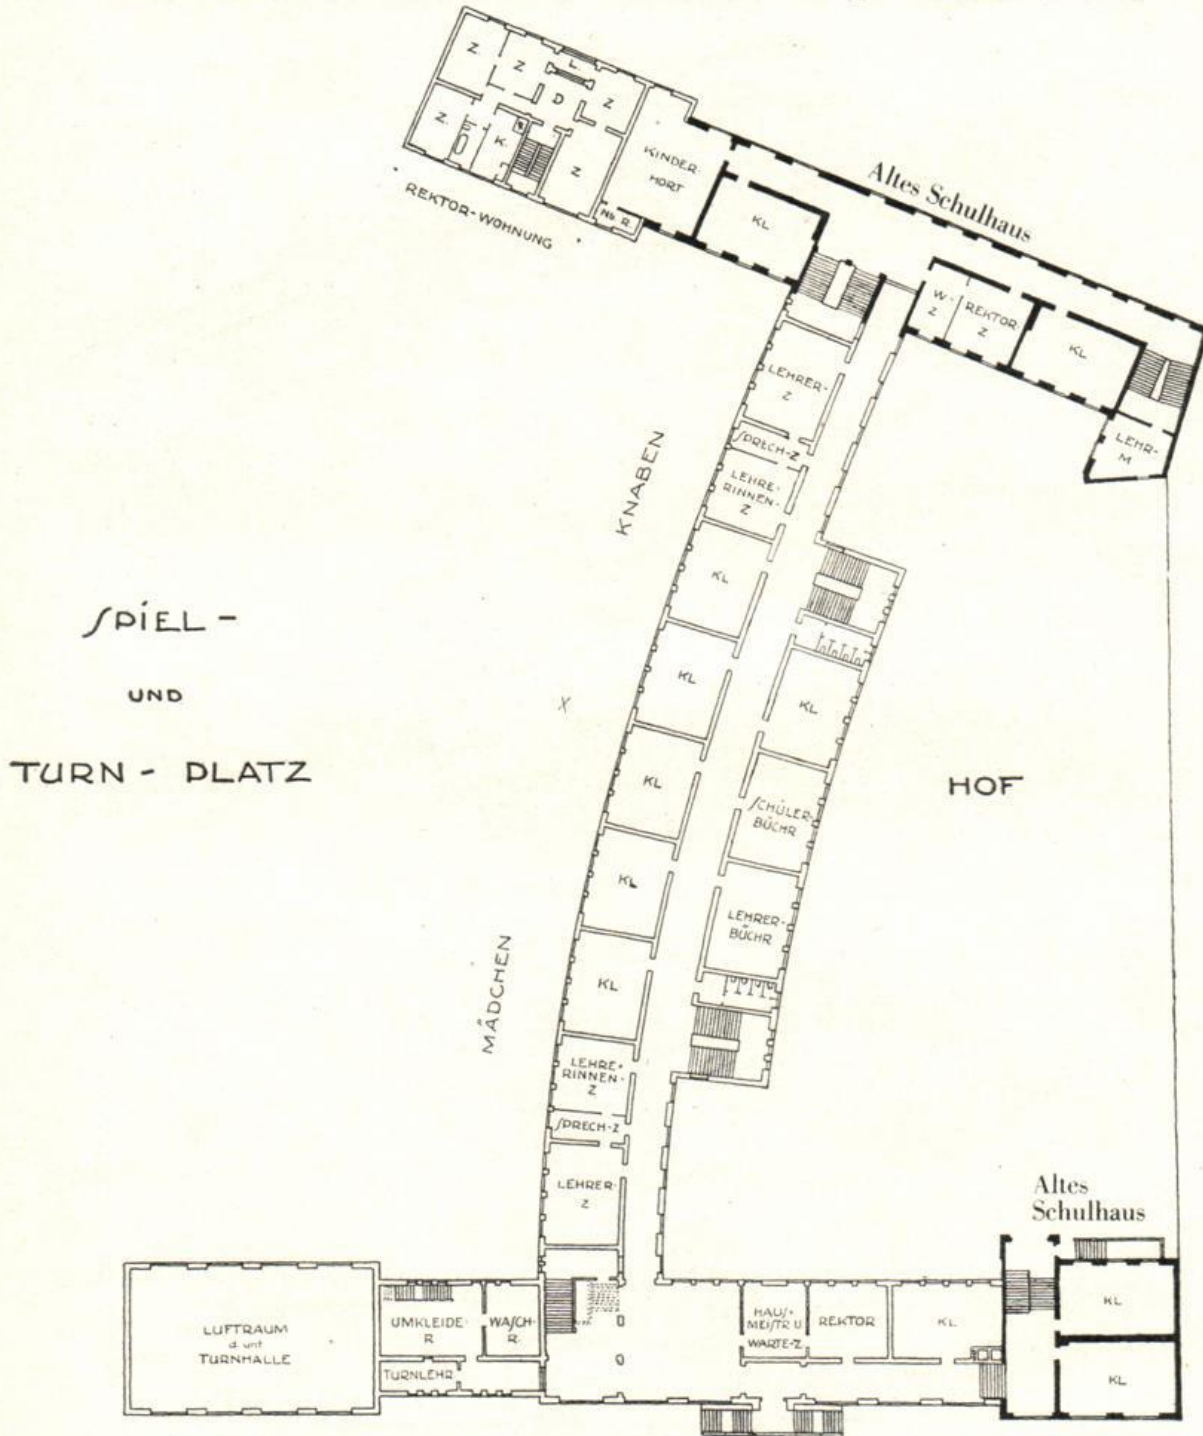 Z
Z
L.
D
Z
Z
K.
Z
KINDER-
HORT
Nb R.
REKTOR-WOHNUNG
KL
Altes Schulhaus
W-
Z
REKTOR-
Z
KL
LEHR-
M
LEHRER-
Z
SPRECH-Z
LEHRE-
RINNEN-
Z
KNABEN
KL
KL
KL
SPIEL-
UND
TURN - PLATZ
X
KL
SCHÜLER-
BÜCHR
HOF
KL
LEHRER-
BÜCHR
KL
MÄDCHEN
LEHRE-
RINNEN-
Z
SPRECH-Z
LEHRER-
Z
Altes
Schulhaus
LUFTRAUM
d. unt
TURNHALLE
UMKLEIDE-
R
WASCH-
R.
TURNLEHR
HAUS-
MEISTR U
WARTE-Z
REKTOR
KL
KL
KL